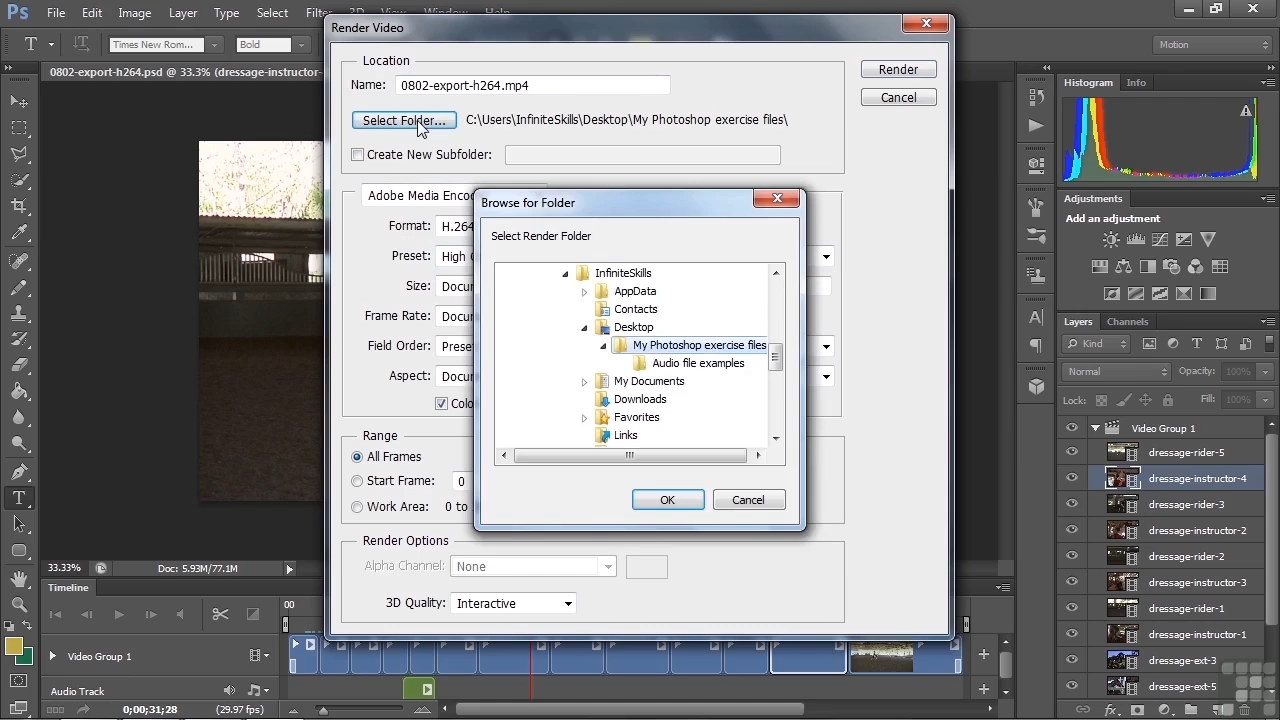 Ps File Edit Image Layer Type Select Filter 3D View Window Help
Render Video
T Times New Rom... Bold Motion
Location
Name: 0802-export-h264.mp4 Render
Cancel
Select Folder... C:\Users\InfiniteSkills\Desktop\My Photoshop exercise files\
Create New Subfolder:
0802-export-h264.psd @ 33.3% (dressage-instructor-
Histogram Info
Adobe Media Enco
Format: H.264
Preset: High
Size: Docu
Frame Rate: Docu
Field Order: Prese
Aspect: Docu
Colo
Browse for Folder
Select Render Folder
InfiniteSkills
AppData
Contacts
Desktop
My Photoshop exercise files
Audio file examples
My Documents
Downloads
Favorites
Links
OK Cancel
Range
All Frames
Start Frame: 0
Work Area: 0 to
Render Options
Alpha Channel: None
3D Quality: Interactive
Adjustments
Add an adjustment
Layers Channels
Kind T
Normal Opacity: 100%
Lock: Fill: 100%
Video Group 1
dressage-rider-5
dressage-instructor-4
dressage-rider-3
dressage-instructor-2
dressage-rider-2
dressage-instructor-3
dressage-rider-1
dressage-instructor-1
dressage-ext-3
dressage-ext-5
33.33% Doc: 5.93M/77.1M
Timeline
00
Video Group 1
Audio Track
0;00;31;28 (29.97 fps)